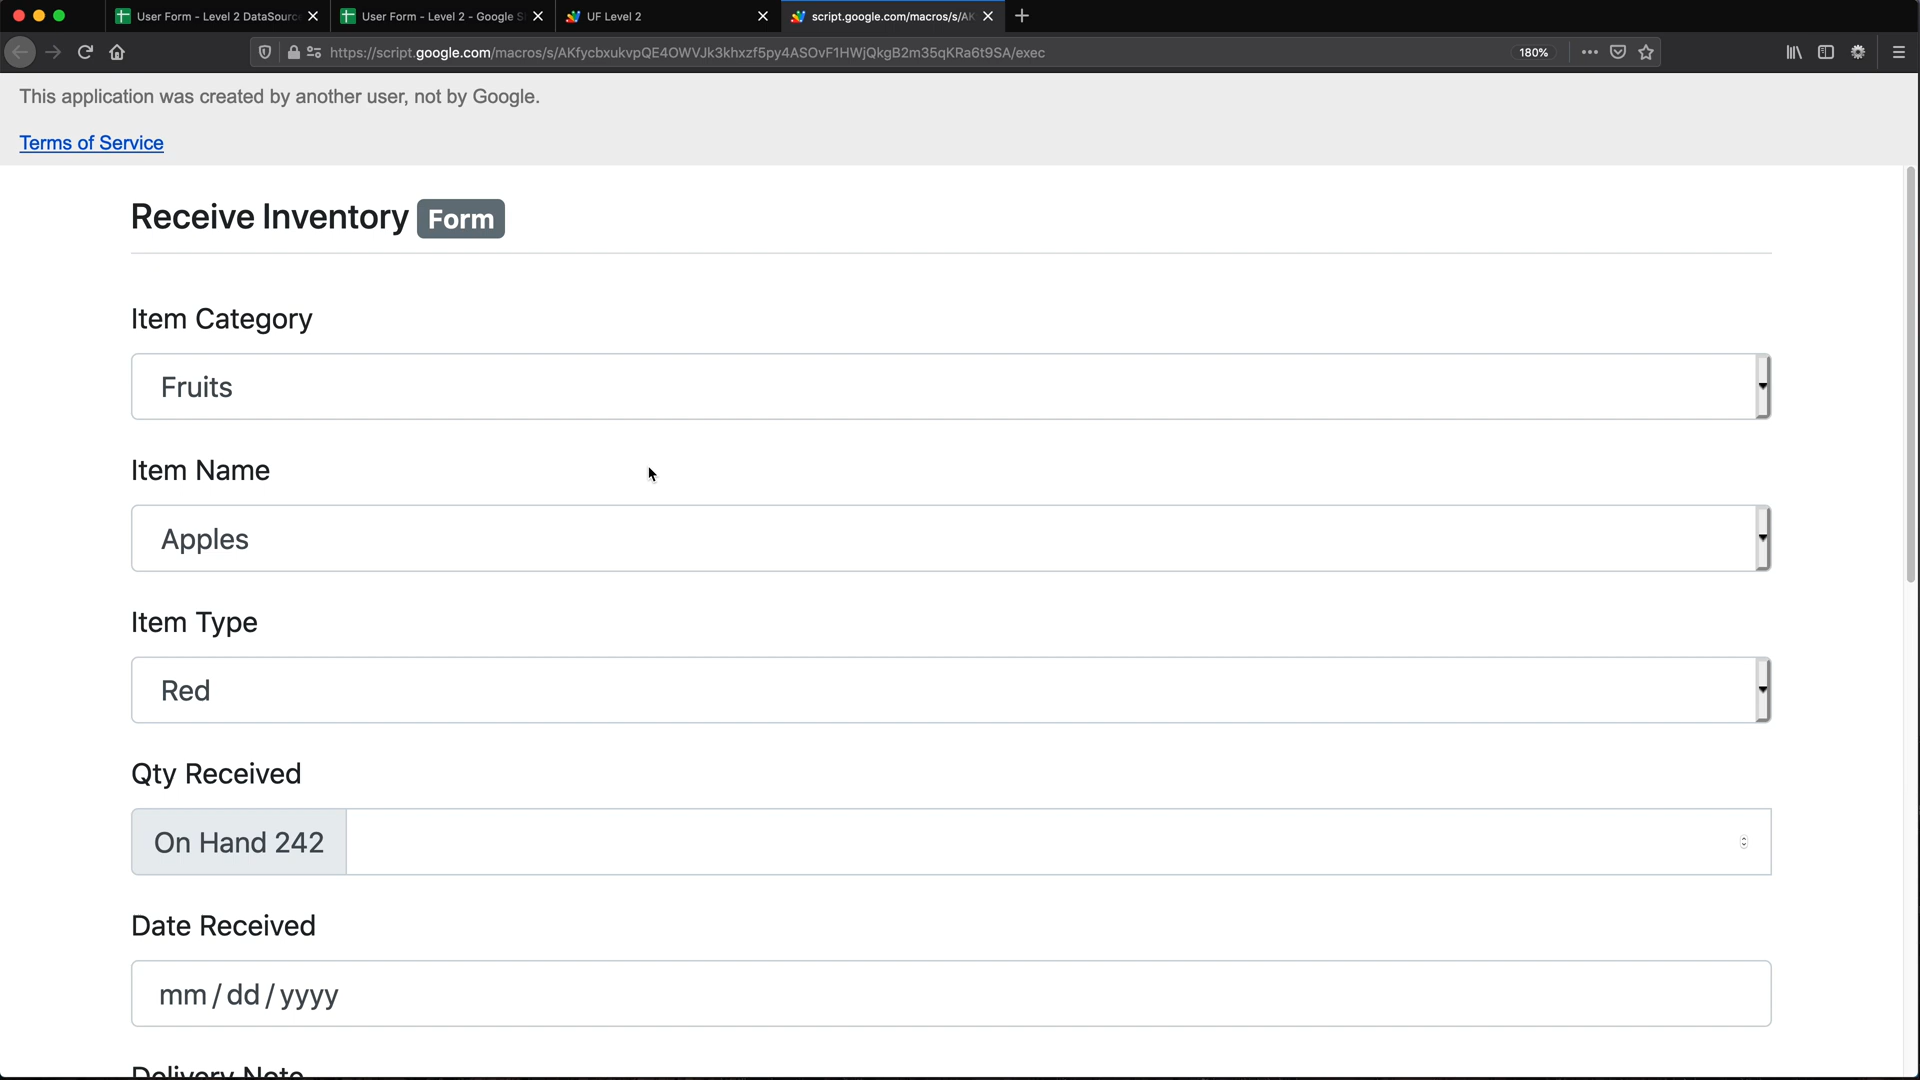 User Form - Level 2 DataSourc
User Form - Level 2 - Google S
UF Level 2
script.google.com/macros/s/AK
https://script.google.com/macros/s/AKfycbxukvpQE4OWVJk3khxzf5py4ASOvF1HWjQkgB2m35qKRa6t9SA/exec
180%
This application was created by another user, not by Google.
Terms of Service
Receive Inventory Form
Item Category
Fruits
Item Name
Apples
Item Type
Red
Qty Received
On Hand 242
Date Received
mm / dd / yyyy
Delivery Note